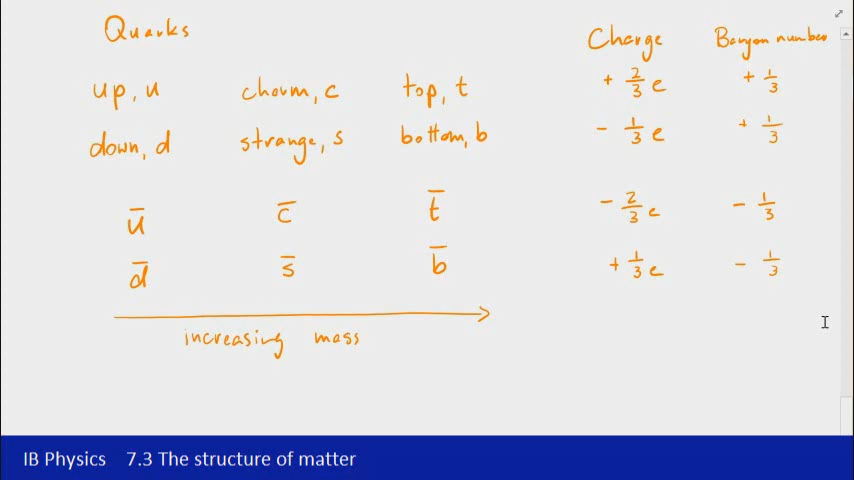 Quarks Charge Baryon number
up, u charm, c top, t + 2/3 e + 1/3
down, d strange, s bottom, b - 1/3 e + 1/3
u̅ c̅ t̅ - 2/3 e - 1/3
d̅ s̅ b̅ + 1/3 e - 1/3
increasing mass
IB Physics 7.3 The structure of matter